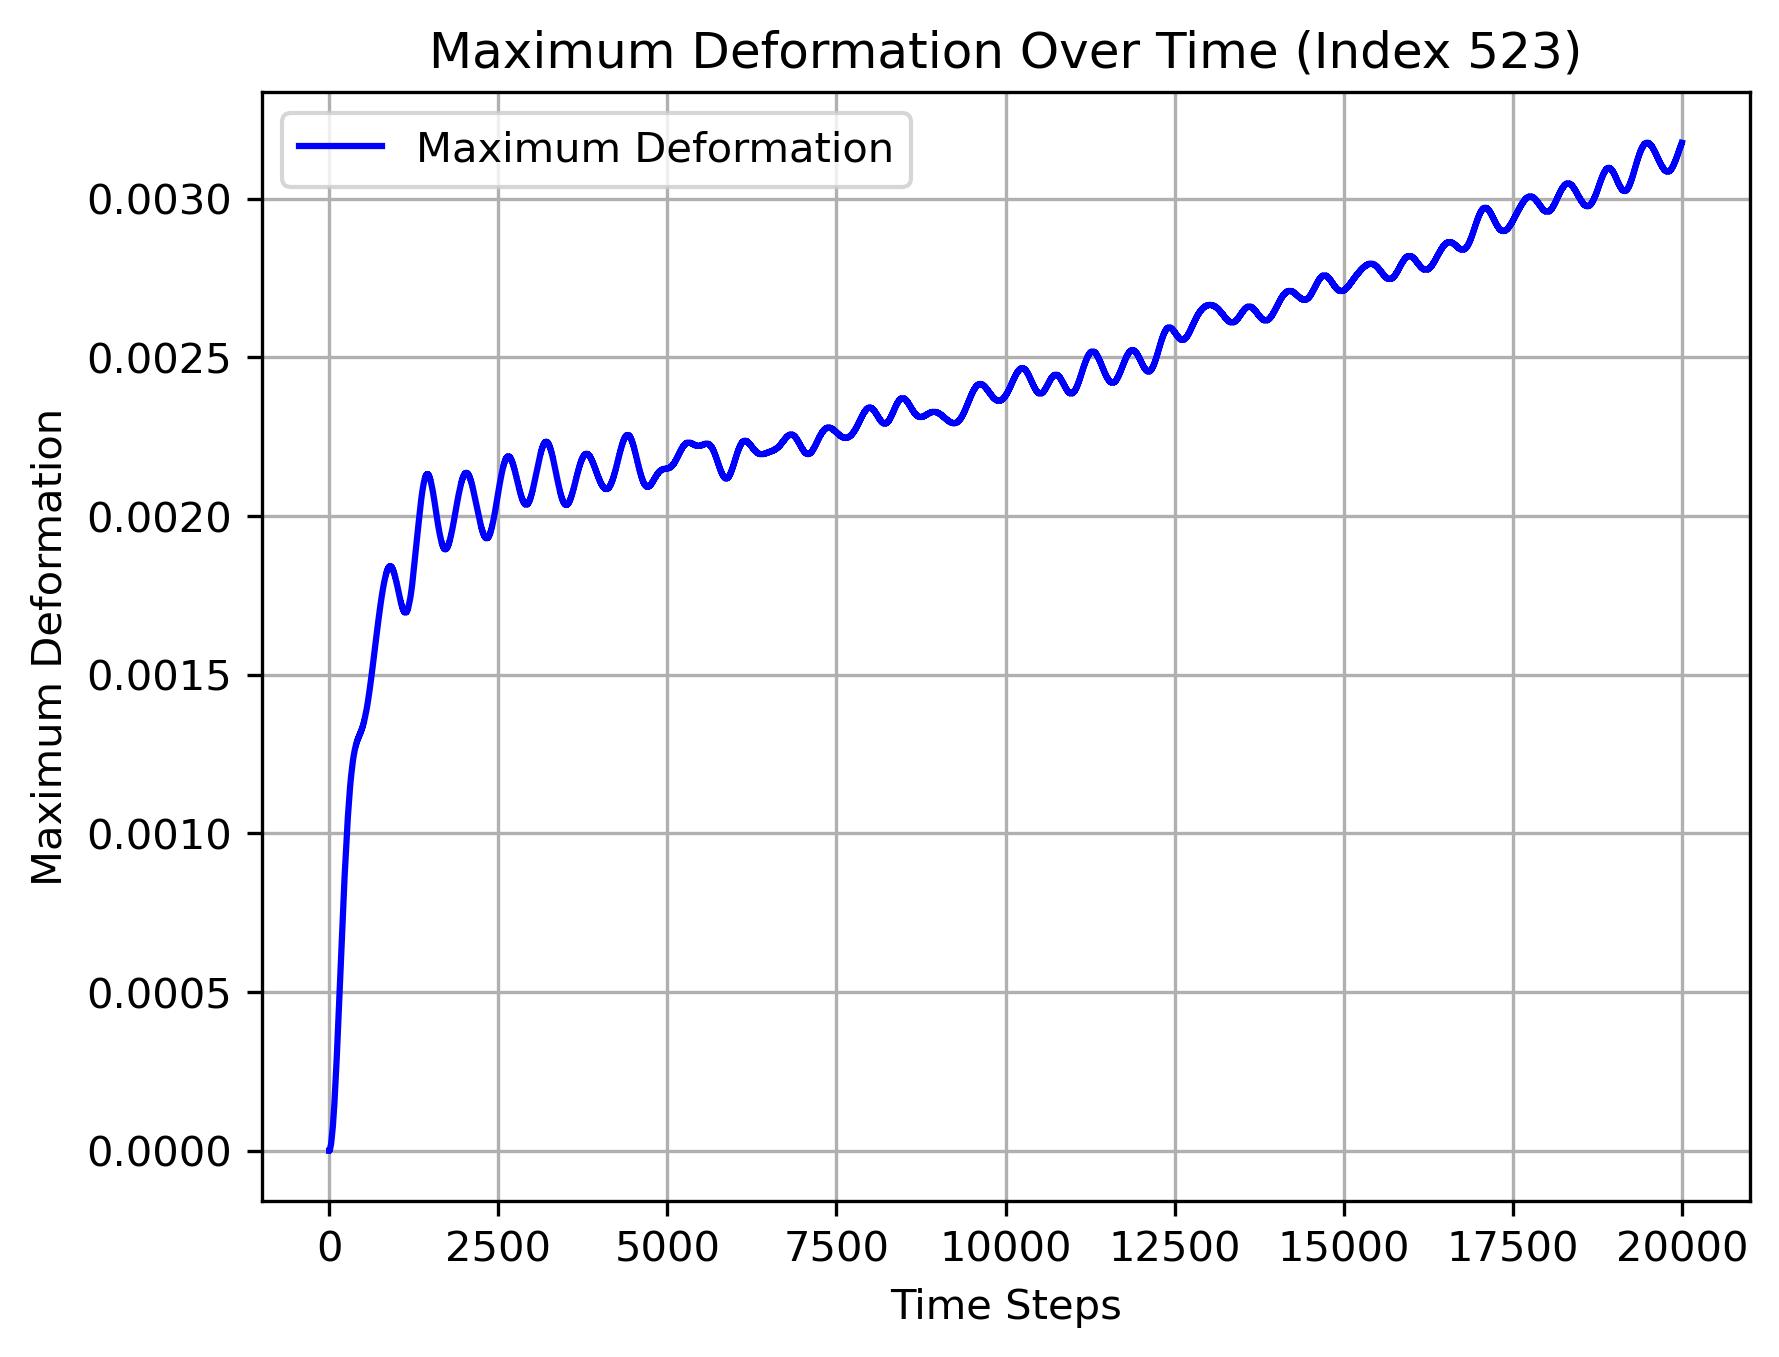 Maximum Deformation Over Time (Index 523)
Maximum Deformation
Maximum Deformation
0.0030
0.0025
0.0020
0.0015
0.0010
0.0005
0.0000
0 2500 5000 7500 10000 12500 15000 17500 20000
Time Steps